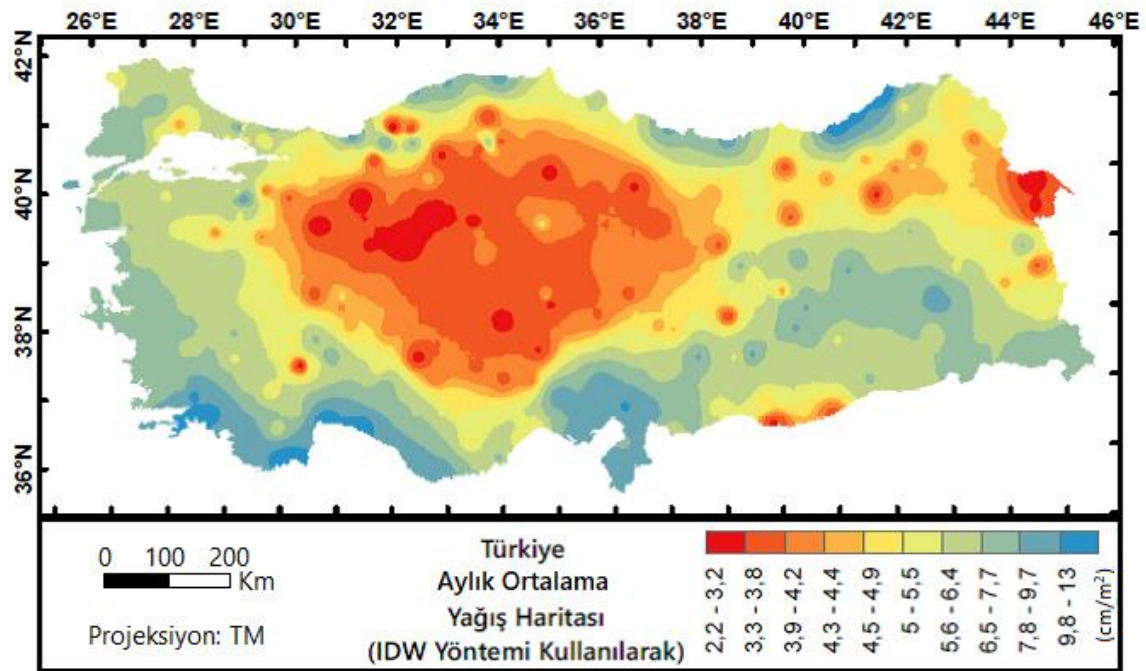 26°E 28°E 30°E 32°E 34°E 36°E 38°E 40°E 42°E 44°E 46°E
42°N
40°N
38°N
36°N
0 100 200
Km
Projeksiyon: TM
Türkiye
Aylık Ortalama
Yağış Haritası
(IDW Yöntemi Kullanılarak)
2,2 - 3,2
3,3 - 3,8
3,9 - 4,2
4,3 - 4,4
4,5 - 4,9
5 - 5,5
5,6 - 6,4
6,5 - 7,7
7,8 - 9,7
9,8 - 13
(cm/m²)